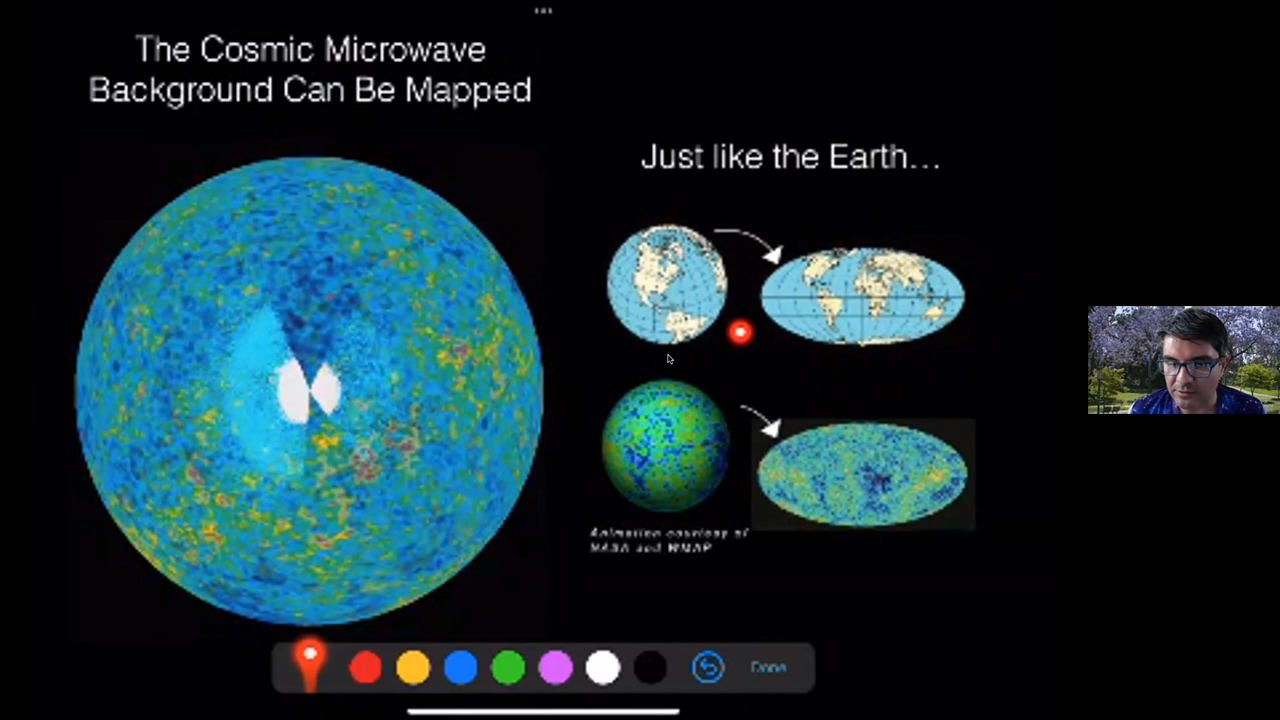 The Cosmic Microwave
Background Can Be Mapped
Just like the Earth...
Animation courtesy of
NASA and WMAP
Done